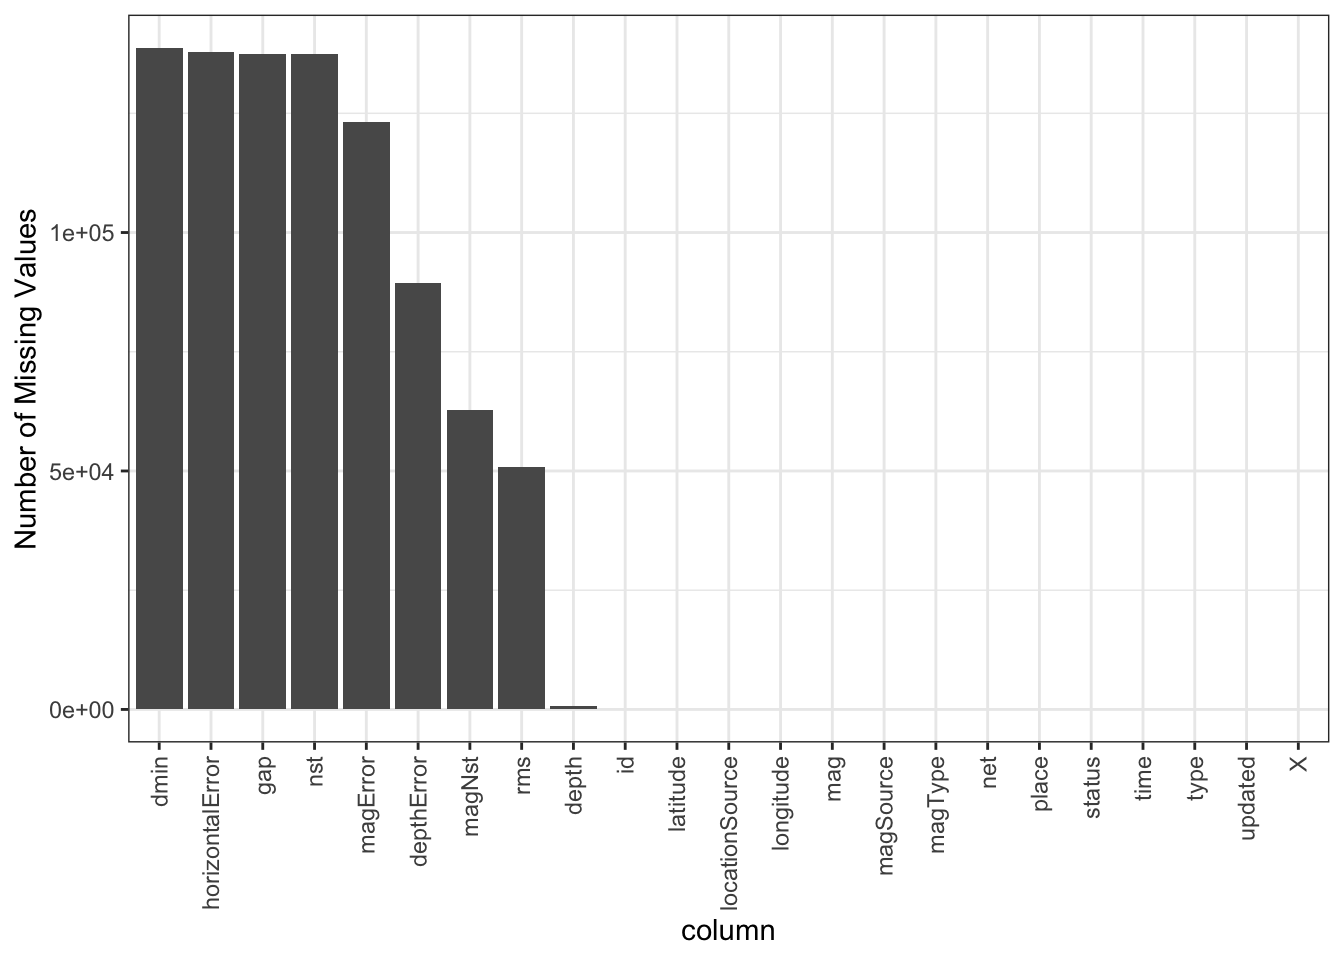 Number of Missing Values
1e+05
5e+04
0e+00
dmin
horizontalError
gap
nst
magError
depthError
magNst
rms
depth
id
latitude
locationSource
longitude
mag
magSource
magType
net
place
status
time
type
updated
X
column